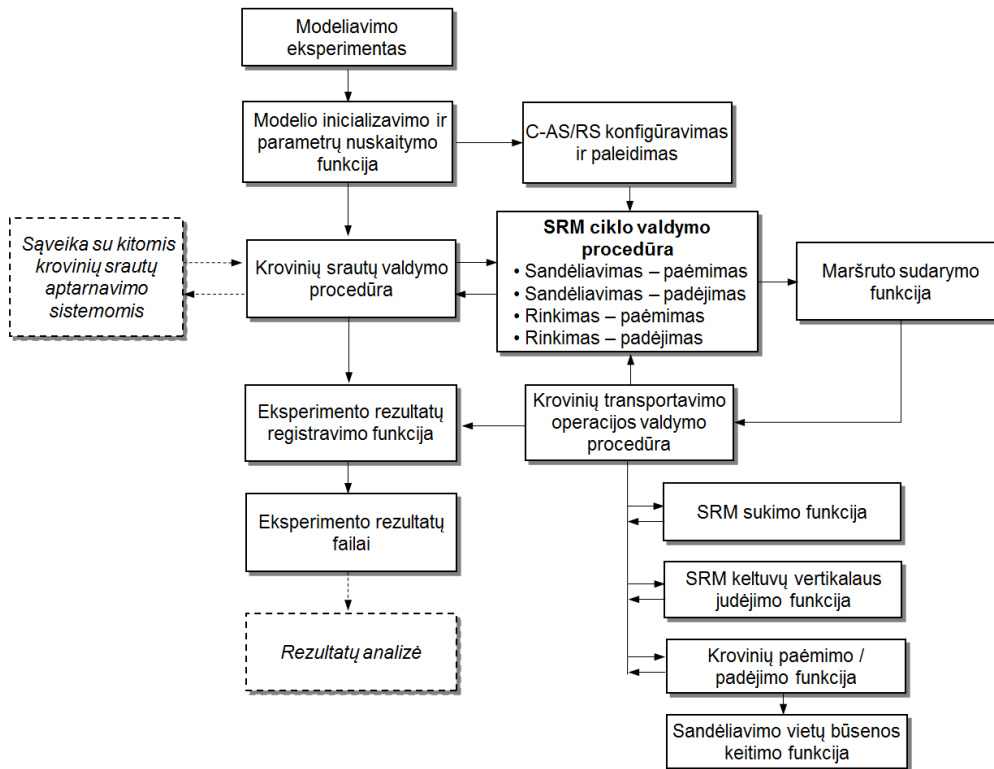 Modeliavimo
eksperimentas
Modelio inicializavimo ir
parametrų nuskaitymo
funkcija
C-AS/RS konfigūravimas
ir paleidimas
Sąveika su kitomis
krovinių srautų
aptarnavimo
sistemomis
Krovinių srautų valdymo
procedūra
SRM ciklo valdymo
procedūra
• Sandėliavimas – paėmimas
• Sandėliavimas – padėjimas
• Rinkimas – paėmimas
• Rinkimas – padėjimas
Maršruto sudarymo
funkcija
Eksperimento rezultatų
registravimo funkcija
Krovinių transportavimo
operacijos valdymo
procedūra
Eksperimento rezultatų
failai
SRM sukimo funkcija
SRM keltuvų vertikalaus
judėjimo funkcija
Rezultatų analizė
Krovinių paėmimo /
padėjimo funkcija
Sandėliavimo vietų būsenos
keitimo funkcija